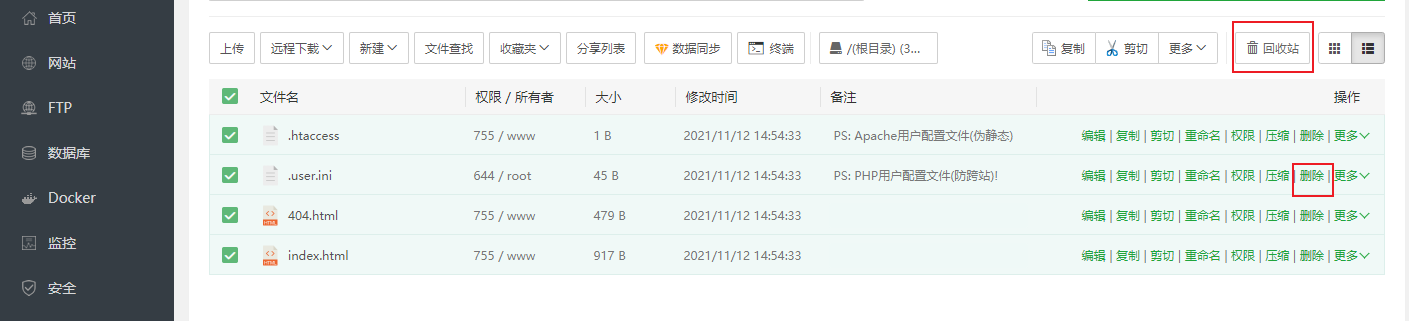 首页
网站
FTP
数据库
Docker
监控
安全
上传 远程下载 新建 文件查找 收藏夹 分享列表 数据同步 终端 /(根目录) (3... 复制 剪切 更多 回收站
文件名 权限 / 所有者 大小 修改时间 备注 操作
.htaccess 755 / www 1 B 2021/11/12 14:54:33 PS: Apache用户配置文件(伪静态) 编辑 | 复制 | 剪切 | 重命名 | 权限 | 压缩 | 删除 | 更多
.user.ini 644 / root 45 B 2021/11/12 14:54:33 PS: PHP用户配置文件(防跨站)! 编辑 | 复制 | 剪切 | 重命名 | 权限 | 压缩 | 删除 | 更多
404.html 755 / www 479 B 2021/11/12 14:54:33 编辑 | 复制 | 剪切 | 重命名 | 权限 | 压缩 | 删除 | 更多
index.html 755 / www 917 B 2021/11/12 14:54:33 编辑 | 复制 | 剪切 | 重命名 | 权限 | 压缩 | 删除 | 更多